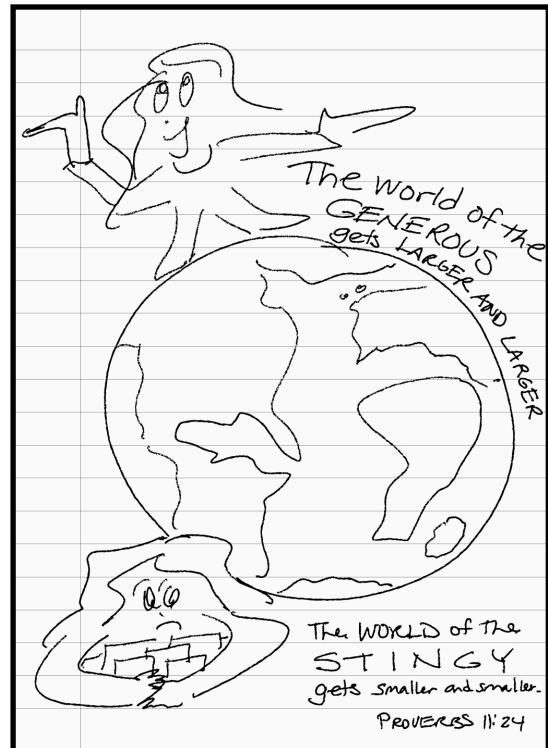 The world of the
GENEROUS
gets LARGER AND LARGER
The WORLD of the
STINGY
gets smaller and smaller.
PROVERBS 11:24